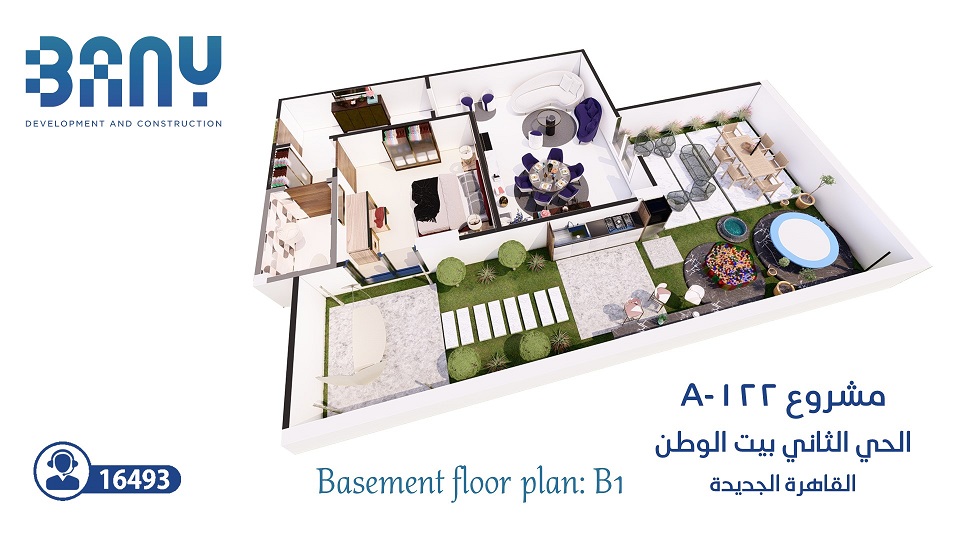 BANY
DEVELOPMENT AND CONSTRUCTION
مشروع A-١٢٢
الحي الثاني بيت الوطن
القاهرة الجديدة
Basement floor plan: B1
16493